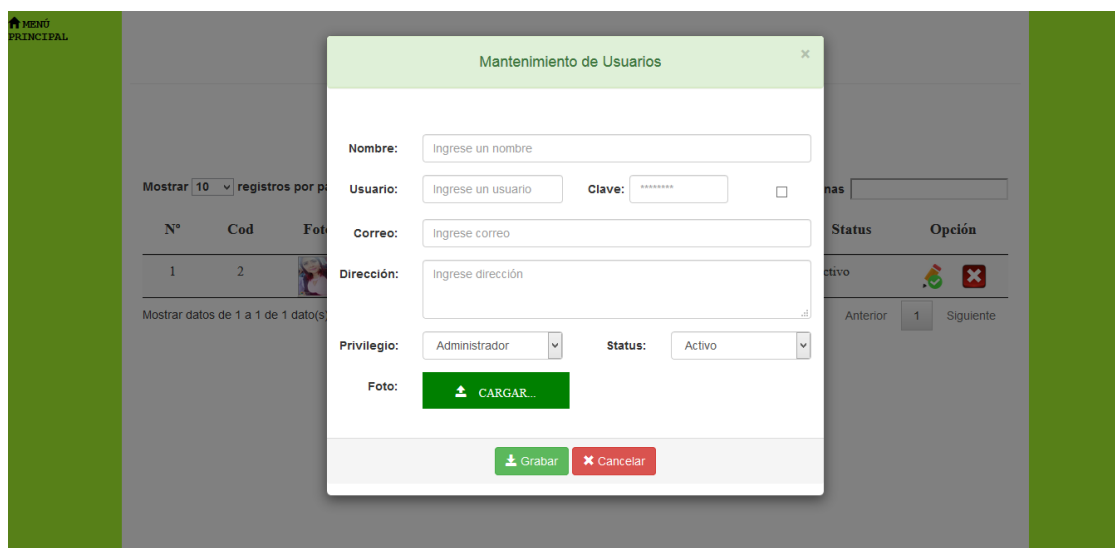 MENÚ
PRINCIPAL
Mantenimiento de Usuarios ×
Nombre: Ingrese un nombre
Mostrar 10 registros por pá
Usuario: Ingrese un usuario Clave: ********
nas
Nº Cod Foto
Correo: Ingrese correo
Status Opción
1 2
Dirección: Ingrese dirección
ctivo
Mostrar datos de 1 a 1 de 1 dato(s)
Anterior 1 Siguiente
Privilegio: Administrador Status: Activo
Foto: CARGAR...
Grabar Cancelar